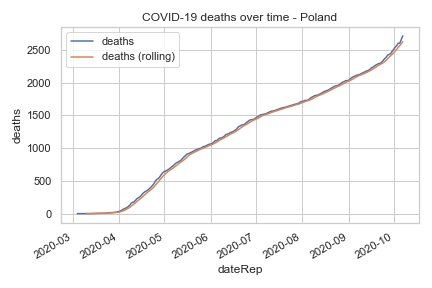 COVID-19 deaths over time - Poland
deaths
deaths (rolling)
2500
2000
1500
1000
500
0
deaths
2020-03
2020-04
2020-05
2020-06
2020-07
2020-08
2020-09
2020-10
dateRep